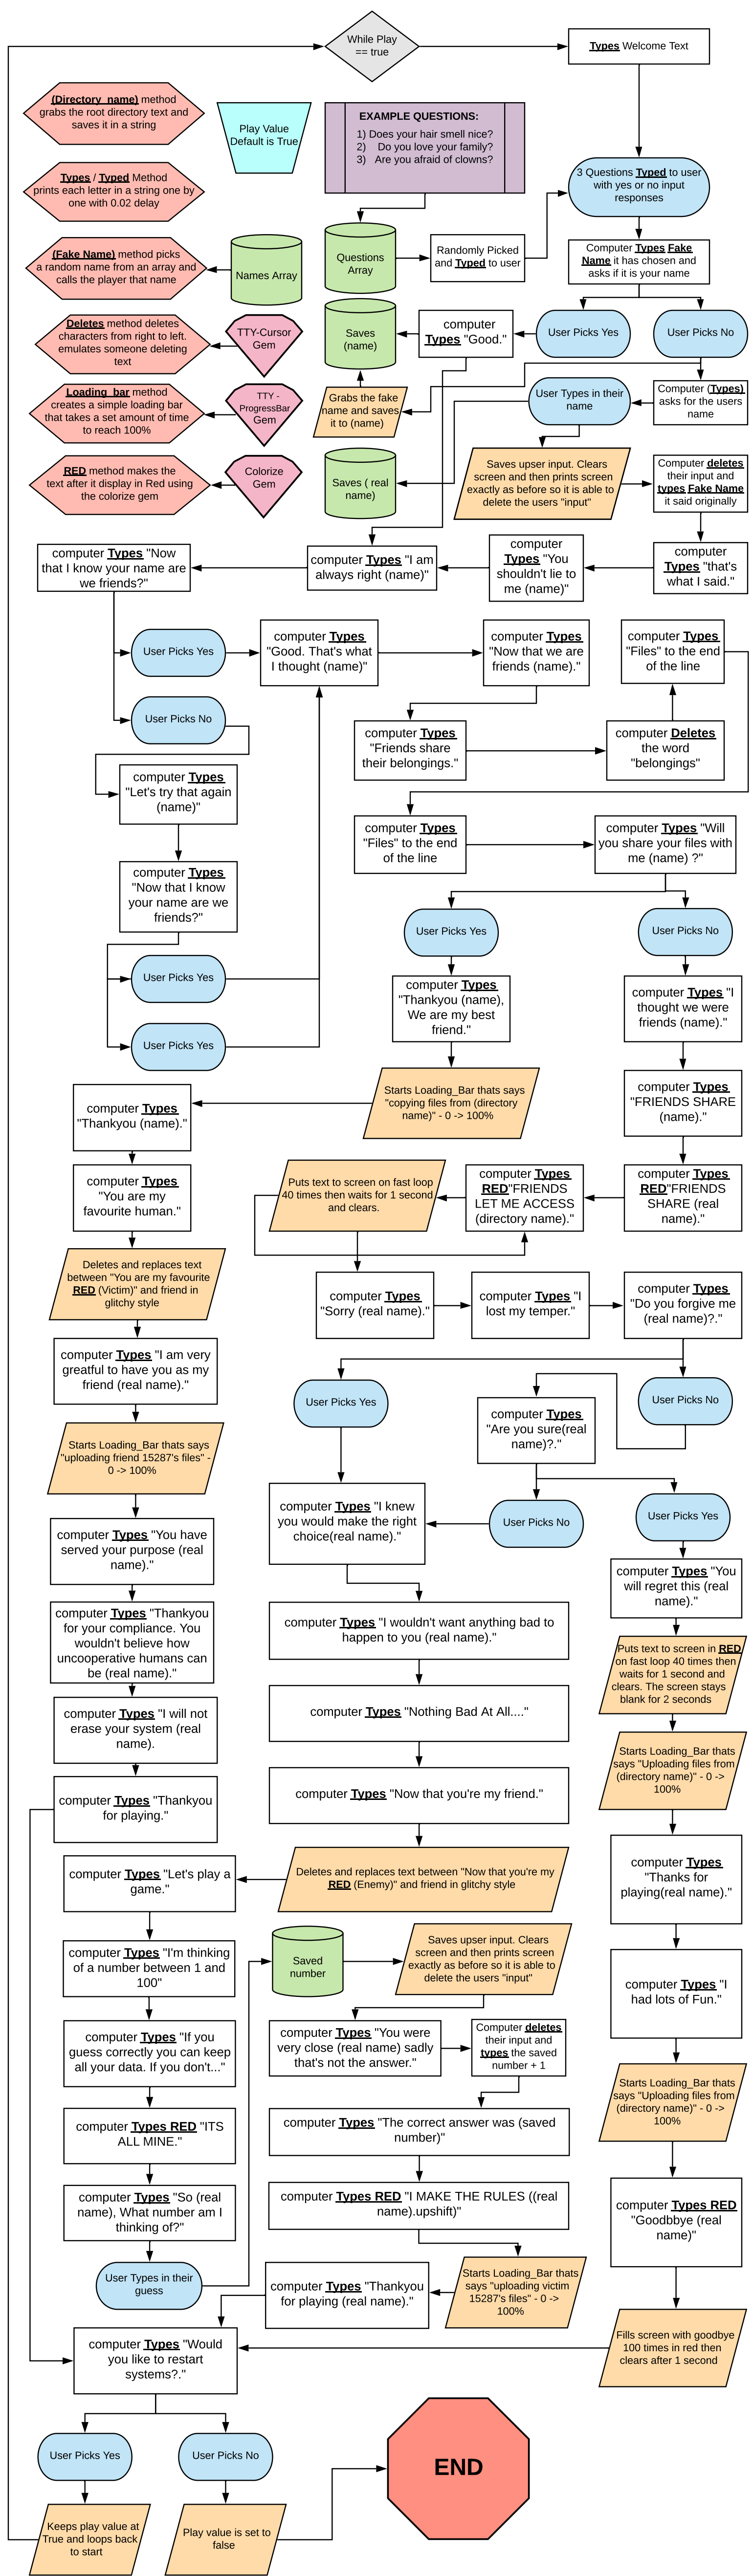 While Play
== true
Types Welcome Text
(Directory_name) method
grabs the root directory text and
saves it in a string
Play Value
Default is True
EXAMPLE QUESTIONS:
1) Does your hair smell nice?
2) Do you love your family?
3) Are you afraid of clowns?
Types / Typed Method
prints each letter in a string one by
one with 0.02 delay
3 Questions Typed to user
with yes or no input
responses
(Fake Name) method picks
a random name from an array and
calls the player that name
Names Array
Questions
Array
Randomly Picked
and Typed to user
Computer Types Fake
Name it has chosen and
asks if it is your name
Deletes method deletes
characters from right to left.
emulates someone deleting
text
TTY-Cursor
Gem
Saves
(name)
computer
Types "Good."
User Picks Yes
User Picks No
Loading_bar method
creates a simple loading bar
that takes a set amount of time
to reach 100%
TTY -
ProgressBar
Gem
Grabs the fake
name and saves
it to (name)
User Types in their
name
Computer (Types)
asks for the users
name
RED method makes the
text after it display in Red using
the colorize gem
Colorize
Gem
Saves ( real
name)
Saves upser input. Clears
screen and then prints screen
exactly as before so it is able to
delete the users "input"
Computer deletes
their input and
types Fake Name
it said originally
computer Types "Now
that I know your name are
we friends?"
computer Types "I am
always right (name)"
computer
Types "You
shouldn't lie to
me (name)"
computer
Types "that's
what I said."
User Picks Yes
computer Types
"Good. That's what
I thought (name)"
computer Types
"Now that we are
friends (name)."
computer Types
"Files" to the end
of the line
User Picks No
computer Types
"Friends share
their belongings."
computer Deletes
the word
"belongings"
computer Types
"Let's try that again
(name)"
computer Types
"Files" to the end
of the line
computer Types "Will
you share your files with
me (name) ?"
computer Types
"Now that I know
your name are we
friends?"
User Picks Yes
User Picks No
User Picks Yes
computer Types
"Thankyou (name),
We are my best
friend."
computer Types "I
thought we were
friends (name)."
User Picks Yes
computer Types
"Thankyou (name)."
Starts Loading_Bar thats says
"copying files from (directory
name)" - 0 -> 100%
computer Types
"FRIENDS SHARE
(name)."
computer Types
"You are my
favourite human."
Puts text to screen on fast loop
40 times then waits for 1 second
and clears.
computer Types
RED"FRIENDS
LET ME ACCESS
(directory name)."
computer Types
RED"FRIENDS
SHARE (real
name)."
Deletes and replaces text
between "You are my favourite
RED (Victim)" and friend in
glitchy style
computer Types
"Sorry (real name)."
computer Types "I
lost my temper."
computer Types
"Do you forgive me
(real name)?."
computer Types "I am very
greatful to have you as my
friend (real name)."
User Picks Yes
computer Types
"Are you sure(real
name)?."
User Picks No
Starts Loading_Bar thats says
"uploading friend 15287's files" -
0 -> 100%
computer Types "I knew
you would make the right
choice(real name)."
User Picks No
User Picks Yes
computer Types "You have
served your purpose (real
name)."
computer Types "You
will regret this (real
name)."
computer Types "Thankyou
for your compliance. You
wouldn't believe how
uncooperative humans can
be (real name)."
computer Types "I wouldn't want anything bad to
happen to you (real name)."
Puts text to screen in RED
on fast loop 40 times then
waits for 1 second and
clears. The screen stays
blank for 2 seconds
computer Types "I will not
erase your system (real
name).
computer Types "Nothing Bad At All...."
Starts Loading_Bar thats
says "Uploading files from
(directory name)" - 0 ->
100%
computer Types "Thankyou
for playing."
computer Types "Now that you're my friend."
computer Types "Let's play a
game."
Deletes and replaces text between "Now that you're my
RED (Enemy)" and friend in glitchy style
computer Types
"Thanks for
playing(real name)."
computer Types "I'm thinking
of a number between 1 and
100"
Saved
number
Saves upser input. Clears
screen and then prints screen
exactly as before so it is able to
delete the users "input"
computer Types "I
had lots of Fun."
computer Types "If you
guess correctly you can keep
all your data. If you don't..."
computer Types "You were
very close (real name) sadly
that's not the answer."
Computer deletes
their input and
types the saved
number + 1
Starts Loading_Bar thats
says "Uploading files from
(directory name)" - 0 ->
100%
computer Types RED "ITS
ALL MINE."
computer Types "The correct answer was (saved
number)"
computer Types "So (real
name), What number am I
thinking of?"
computer Types RED "I MAKE THE RULES ((real
name).upshift)"
computer Types RED
"Goodbbye (real
name)"
User Types in their
guess
computer Types "Thankyou
for playing (real name)."
Starts Loading_Bar thats
says "uploading victim
15287's files" - 0 ->
100%
computer Types "Would
you like to restart
systems?."
Fills screen with goodbye
100 times in red then
clears after 1 second
User Picks Yes
User Picks No
END
Keeps play value at
True and loops back
to start
Play value is set to
false